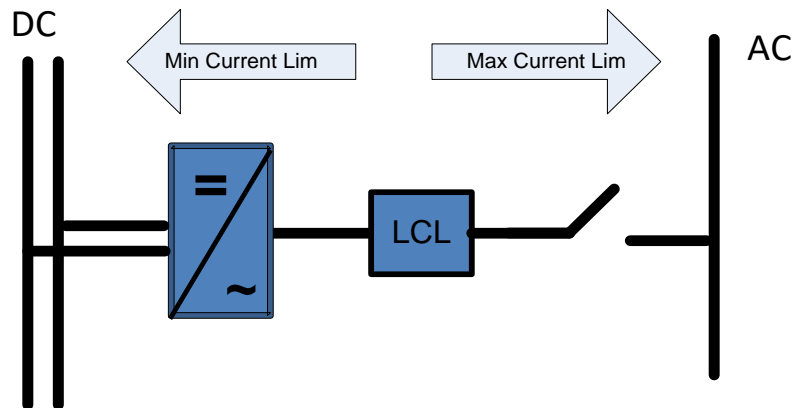 DC
Min Current Lim
Max Current Lim
AC
=
~
LCL